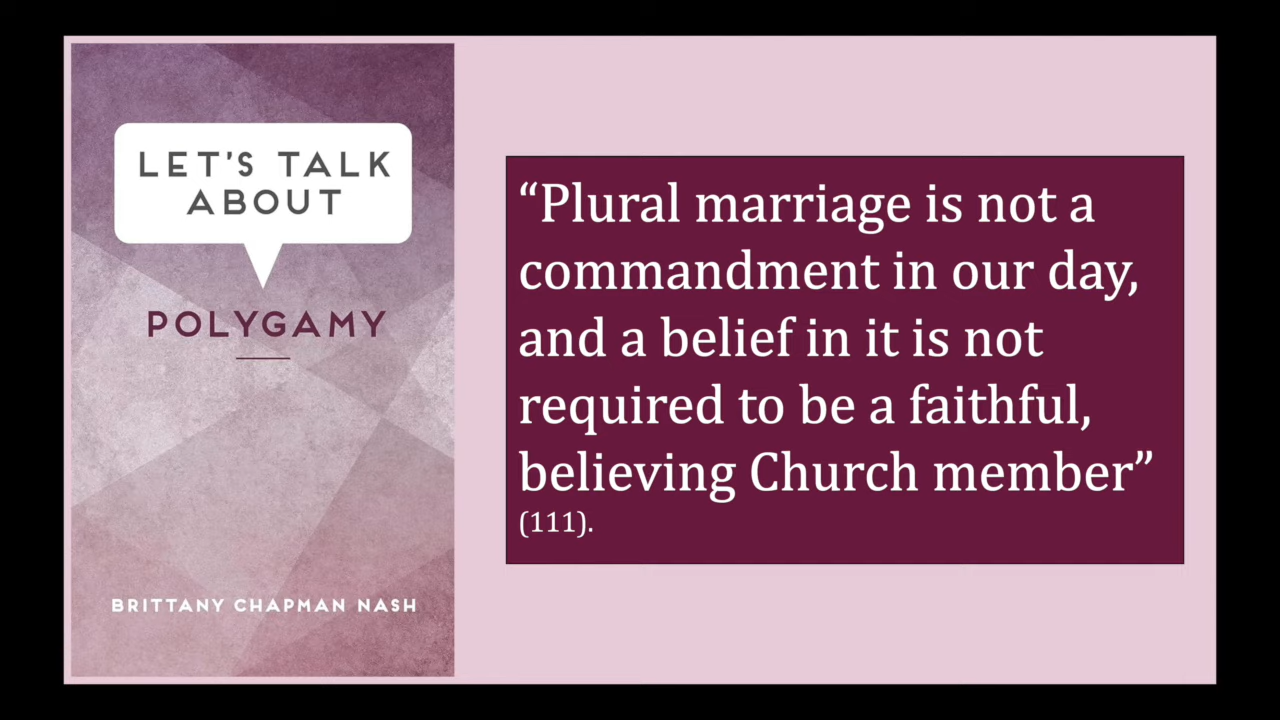 LET'S TALK
ABOUT
POLYGAMY
BRITTANY CHAPMAN NASH
“Plural marriage is not a
commandment in our day,
and a belief in it is not
required to be a faithful,
believing Church member”
(111).